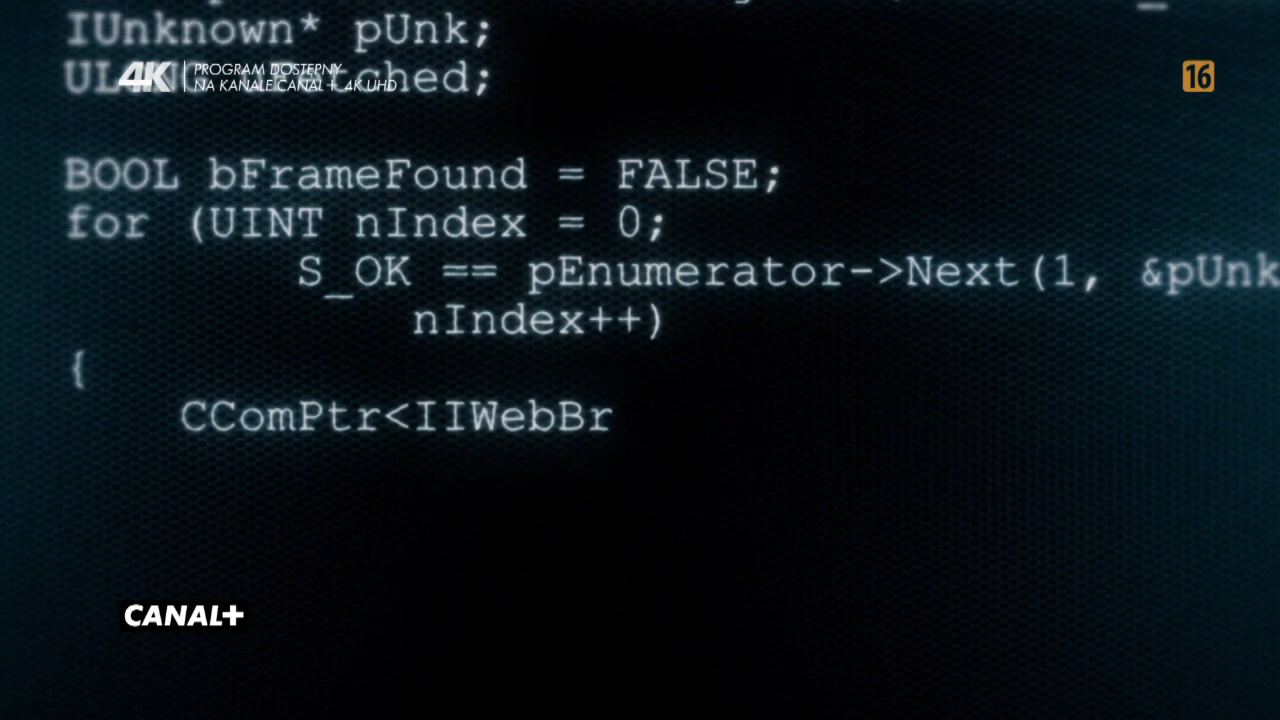 IUnknown* pUnk;
4K PROGRAM DOSTĘPNY
NA KANALE CANAL+ 4K UHD
16
BOOL bFrameFound = FALSE;
for (UINT nIndex = 0;
S_OK == pEnumerator->Next(1, &pUnk
nIndex++)
{
CComPtr<IIWebBr
CANAL+